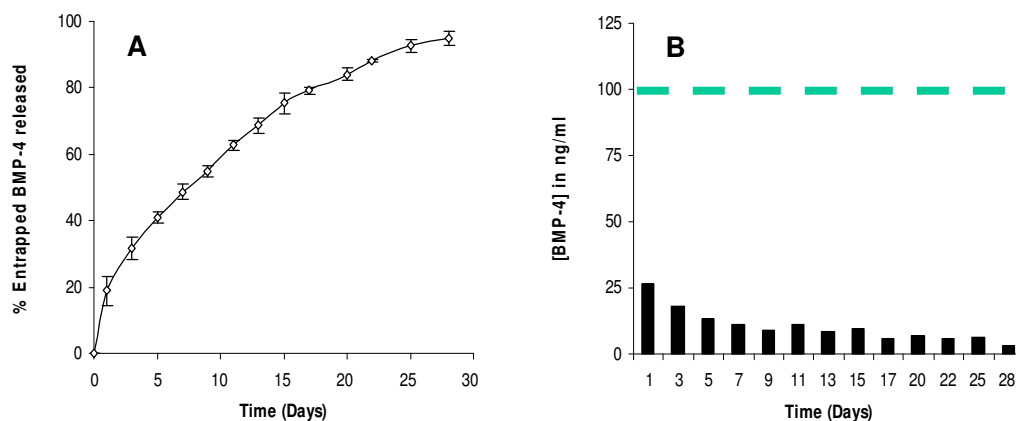 A
% Entrapped BMP-4 released
100
80
60
40
20
0
0 5 10 15 20 25 30
Time (Days)
B
[BMP-4] in ng/ml
125
100
75
50
25
0
1 3 5 7 9 11 13 15 17 20 22 25 28
Time (Days)